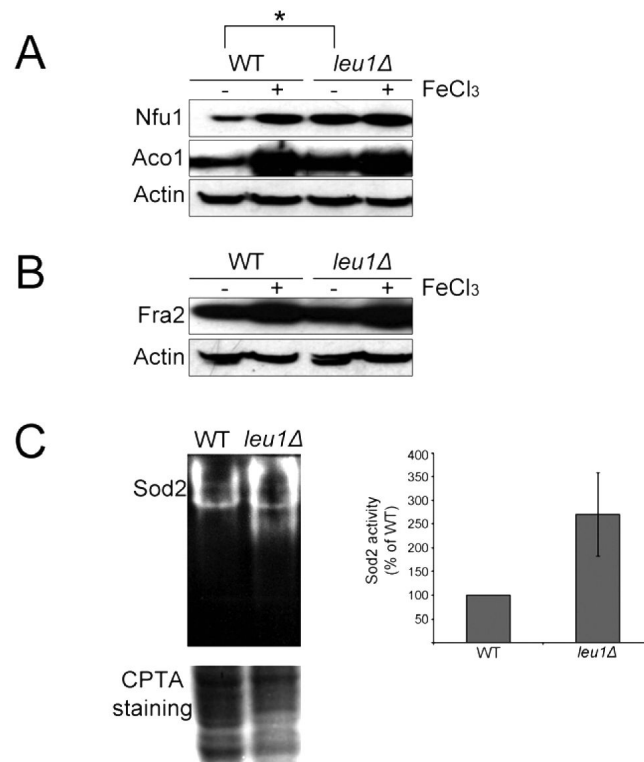 *
A
WT leu1Δ
- + - + FeCl₃
Nfu1
Aco1
Actin
B
WT leu1Δ
- + - + FeCl₃
Fra2
Actin
C
WT leu1Δ
Sod2
CPTA
staining
Sod2 activity
(% of WT)
400
350
300
250
200
150
100
50
WT leu1Δ